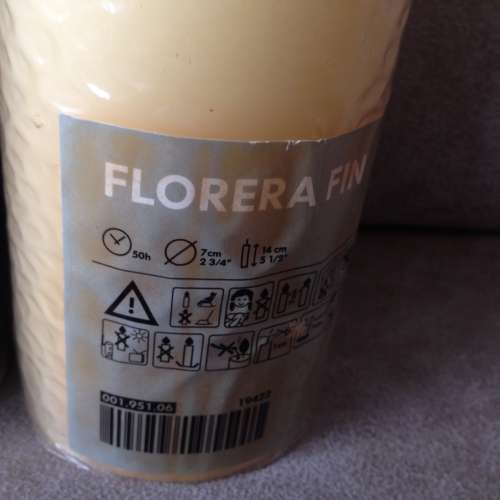 FLORERA FIN
50h 7cm 14 cm
2 3/4" 5 1/2"
001.951.06 19422